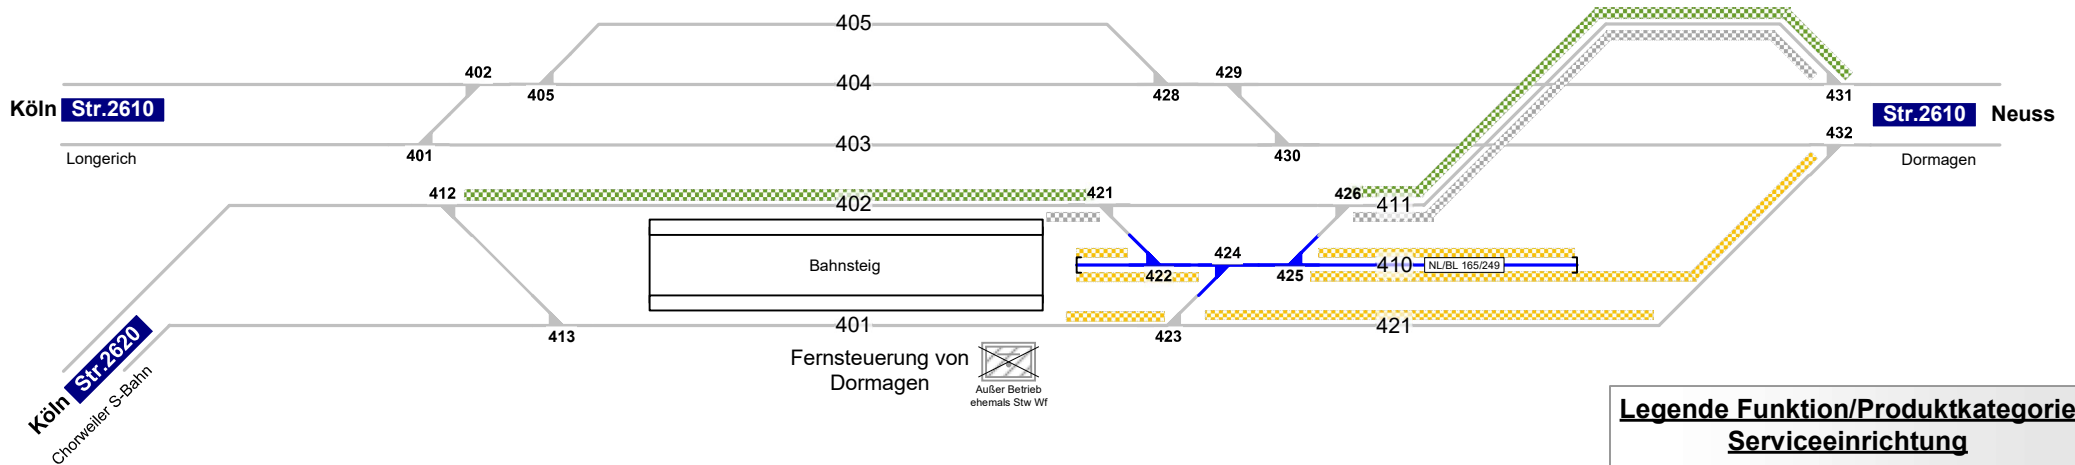 405
402
429
404
405
428
431
Köln Str.2610
Str.2610 Neuss
432
403
Longerich
401
430
Dormagen
412
421
426
402
411
424
Bahnsteig
410
NL/BL 165/249
422
425
401
421
413
423
Fernsteuerung von
Dormagen
Außer Betrieb
ehemals Stw Wf
Köln Str.2620
Chorweiler S-Bahn
Legende Funktion/Produktkategorie
Serviceeinrichtung